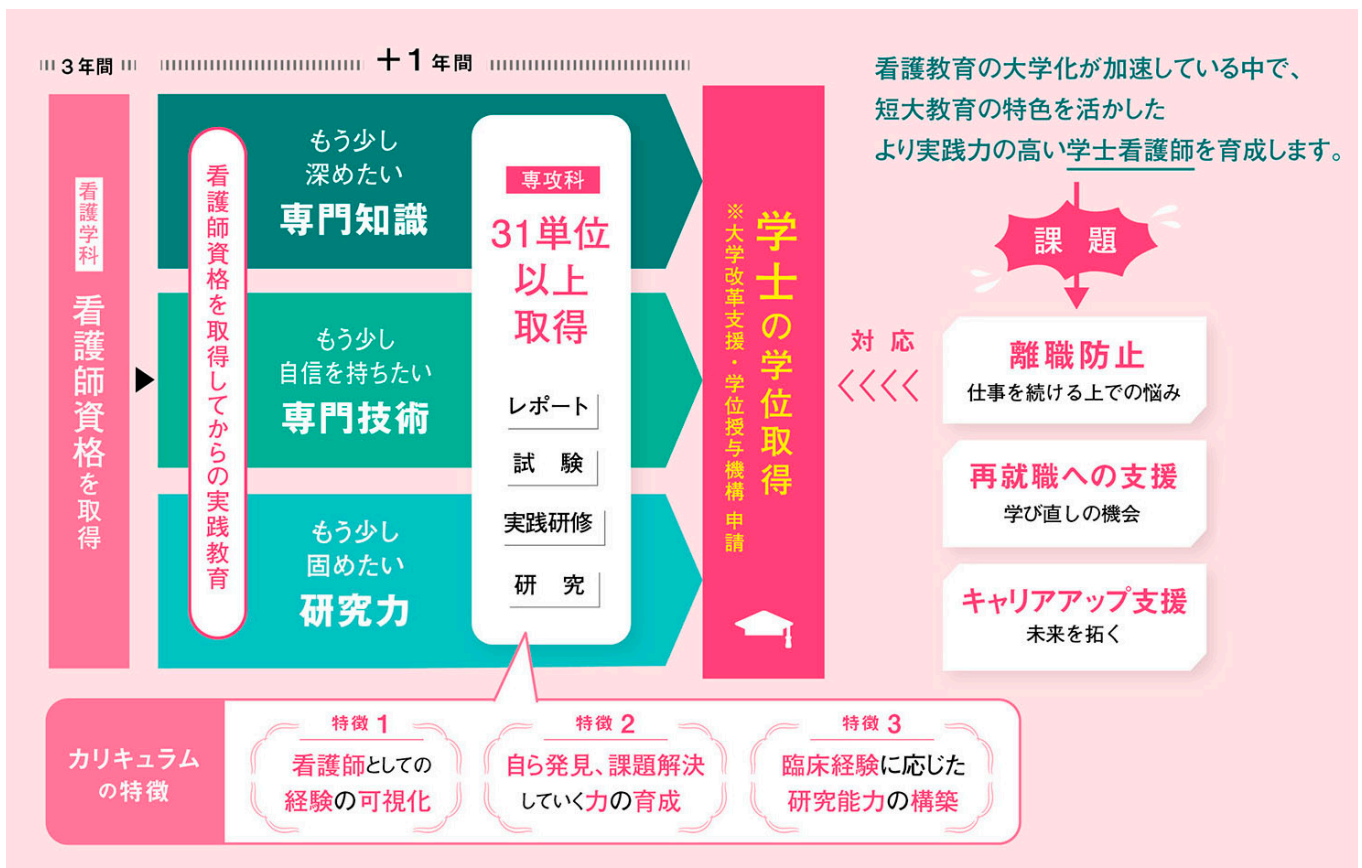 3年間
+1年間
看護学科
看護師資格を取得
看護師資格を取得してからの実践教育
もう少し
深めたい
専門知識
もう少し
自信を持ちたい
専門技術
もう少し
固めたい
研究力
専攻科
31単位
以上
取得
レポート
試験
実践研修
研究
学士の学位取得
※大学改革支援・学位授与機構 申請
看護教育の大学化が加速している中で、
短大教育の特色を活かした
より実践力の高い学士看護師を育成します。
課題
対応
離職防止
仕事を続ける上での悩み
再就職への支援
学び直しの機会
キャリアアップ支援
未来を拓く
カリキュラム
の特徴
特徴1
看護師としての
経験の可視化
特徴2
自ら発見、課題解決
していく力の育成
特徴3
臨床経験に応じた
研究能力の構築